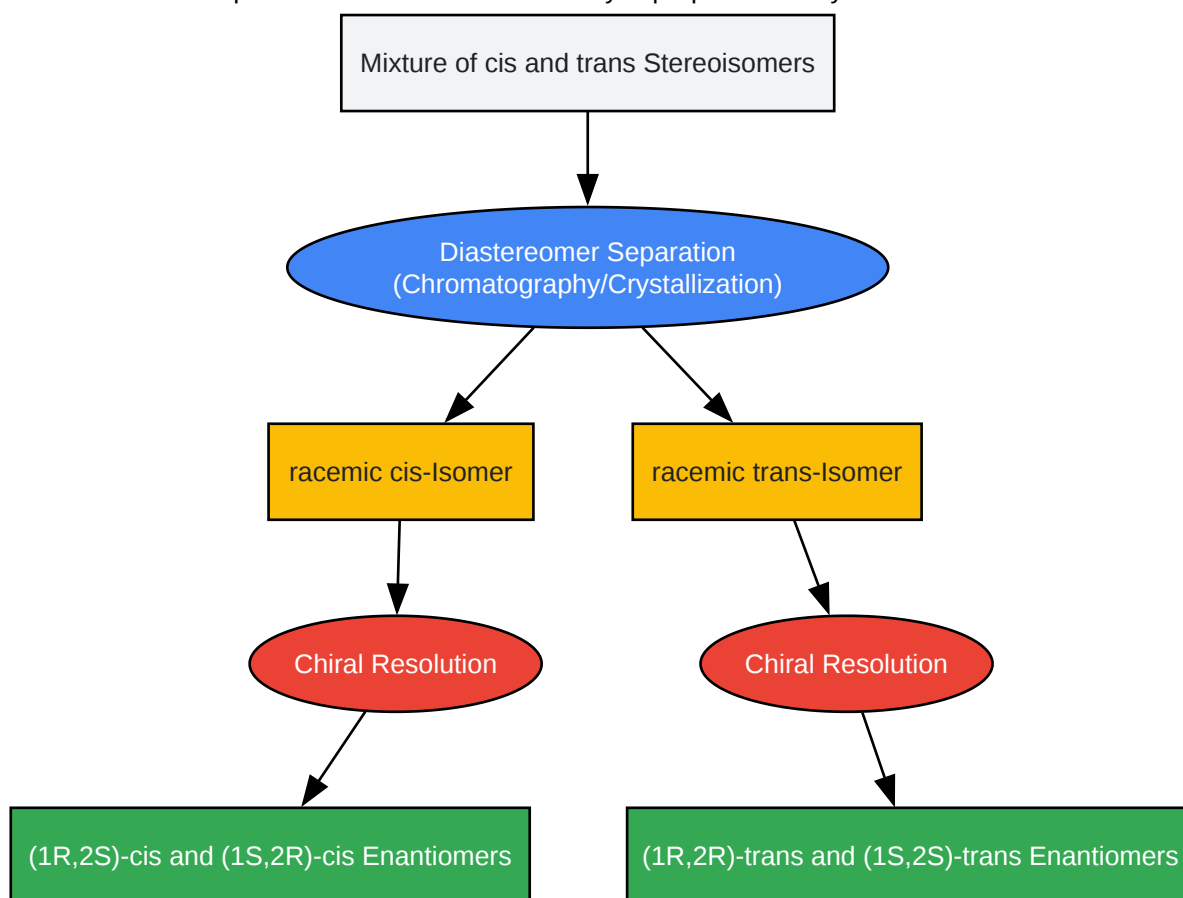 Mixture of cis and trans Stereoisomers
Diastereomer Separation
(Chromatography/Crystallization)
racemic cis-Isomer
racemic trans-Isomer
Chiral Resolution
Chiral Resolution
(1R,2S)-cis and (1S,2R)-cis Enantiomers
(1R,2R)-trans and (1S,2S)-trans Enantiomers